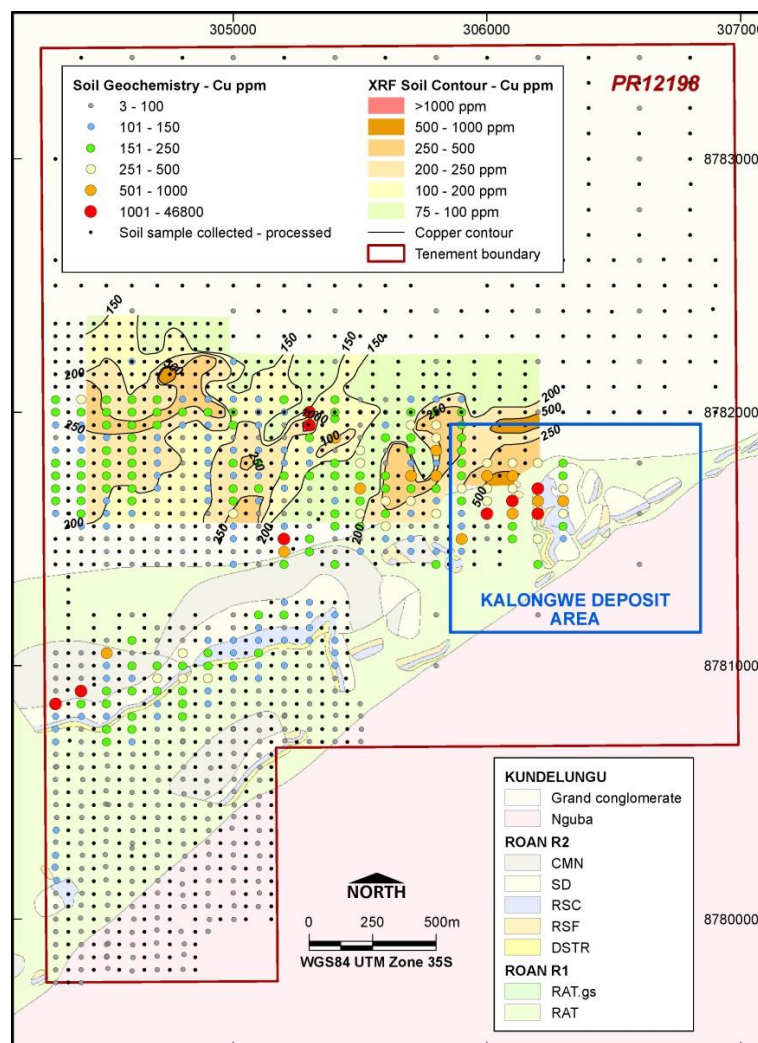 305000 306000 307000
PR12198
Soil Geochemistry - Cu ppm
3 - 100
101 - 150
151 - 250
251 - 500
501 - 1000
1001 - 46800
Soil sample collected - processed
XRF Soil Contour - Cu ppm
>1000 ppm
500 - 1000 ppm
250 - 500
200 - 250 ppm
100 - 200 ppm
75 - 100 ppm
Copper contour
Tenement boundary
8783000
150
150
150
200
200
250
500
250
8782000
250
100
250
200
250
200
200
500
KALONGWE DEPOSIT
AREA
8781000
KUNDELUNGU
Grand conglomerate
Nguba
ROAN R2
CMN
SD
RSC
RSF
DSTR
ROAN R1
RAT.gs
RAT
NORTH
0 250 500m
WGS84 UTM Zone 35S
8780000